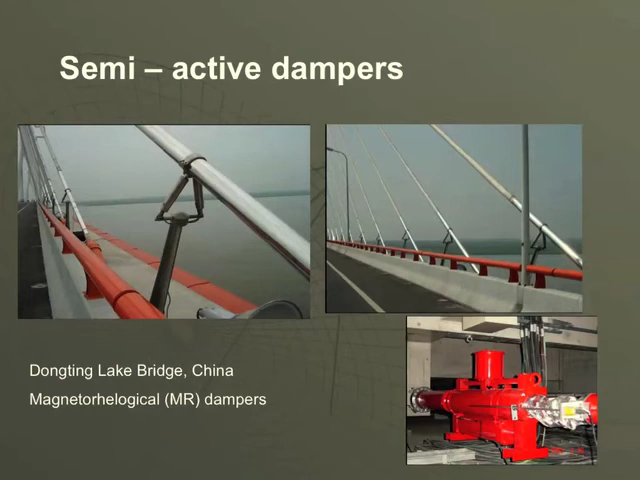 Semi – active dampers
Dongting Lake Bridge, China
Magnetorhelogical (MR) dampers